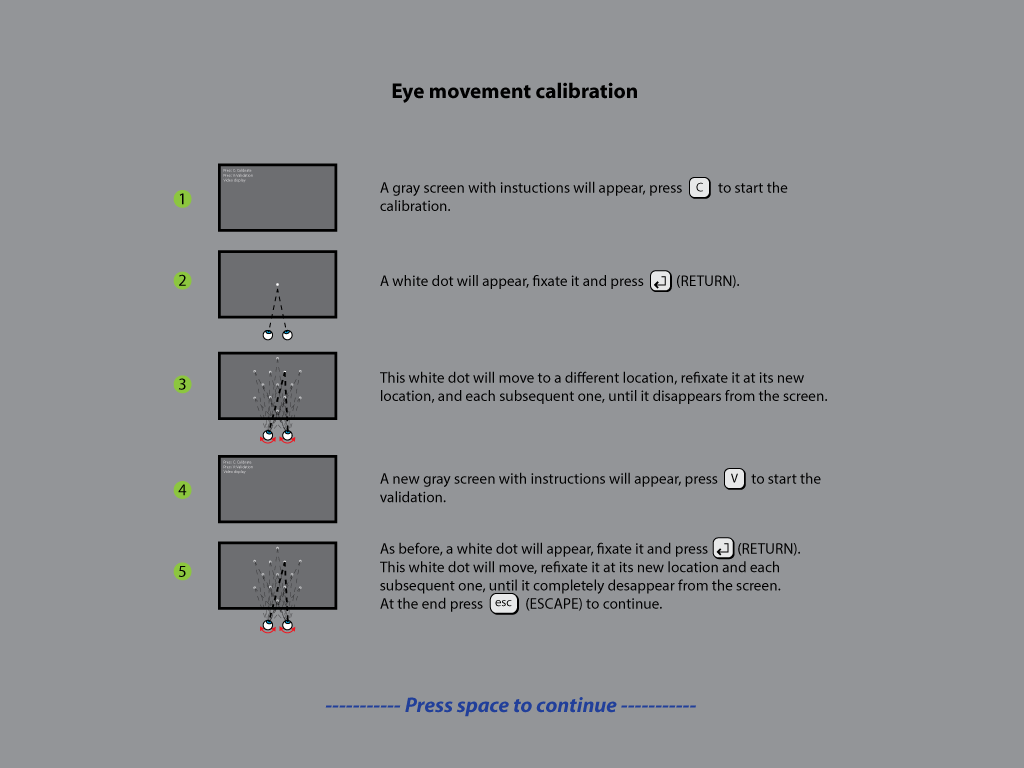 Eye movement calibration
1
Press C: Calibrate
Press V: Validation
Video display
A gray screen with instuctions will appear, press C to start the
calibration.
2
A white dot will appear, fixate it and press (RETURN).
3
This white dot will move to a different location, refixate it at its new
location, and each subsequent one, until it disappears from the screen.
4
Press C: Calibrate
Press V: Validation
Video display
A new gray screen with instructions will appear, press V to start the
validation.
5
As before, a white dot will appear, fixate it and press (RETURN).
This white dot will move, refixate it at its new location and each
subsequent one, until it completely desappear from the screen.
At the end press esc (ESCAPE) to continue.
----------- Press space to continue -----------